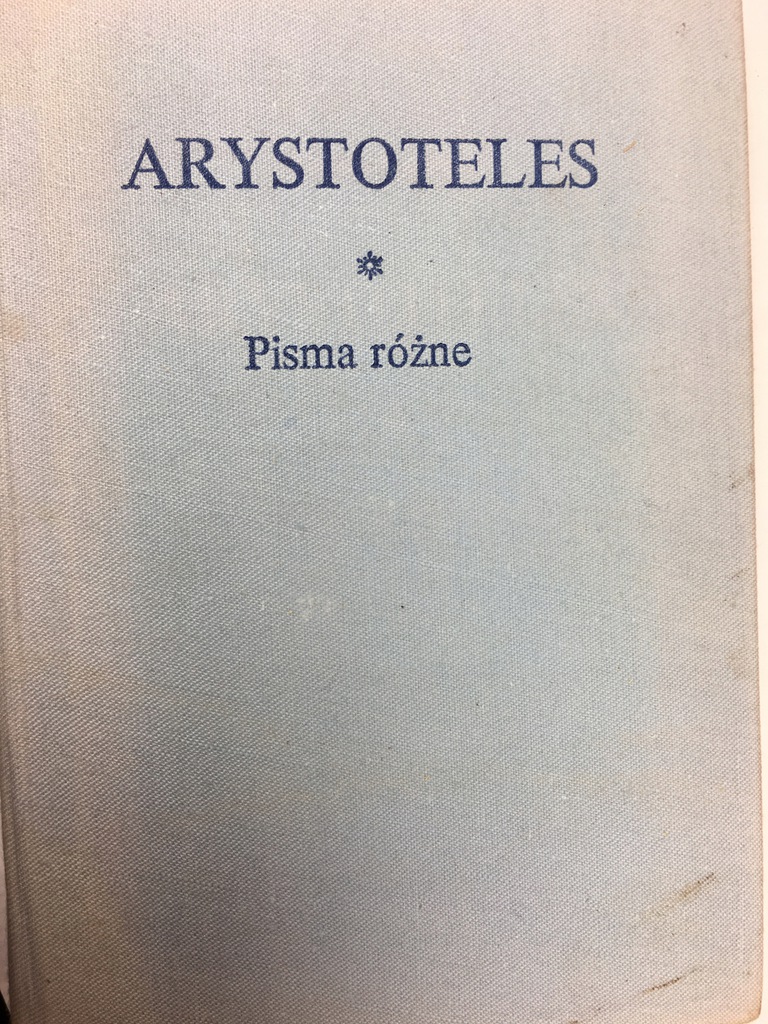 ARYSTOTELES
*
Pisma różne